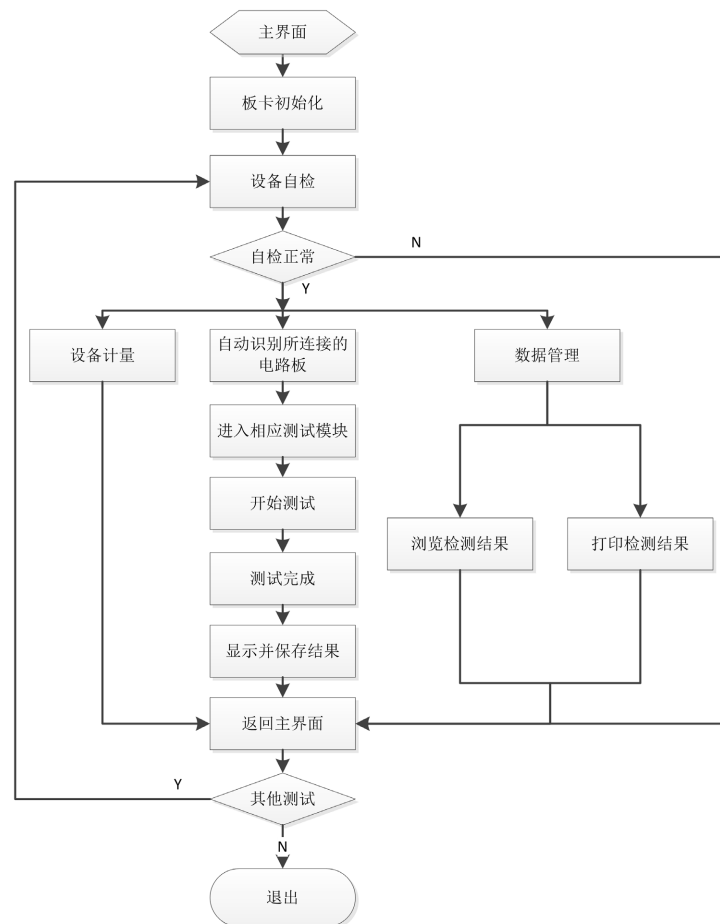 主界面
板卡初始化
设备自检
自检正常
N
Y
设备计量
自动识别所连接的
电路板
数据管理
进入相应测试模块
开始测试
浏览检测结果
打印检测结果
测试完成
显示并保存结果
返回主界面
Y
其他测试
N
退出